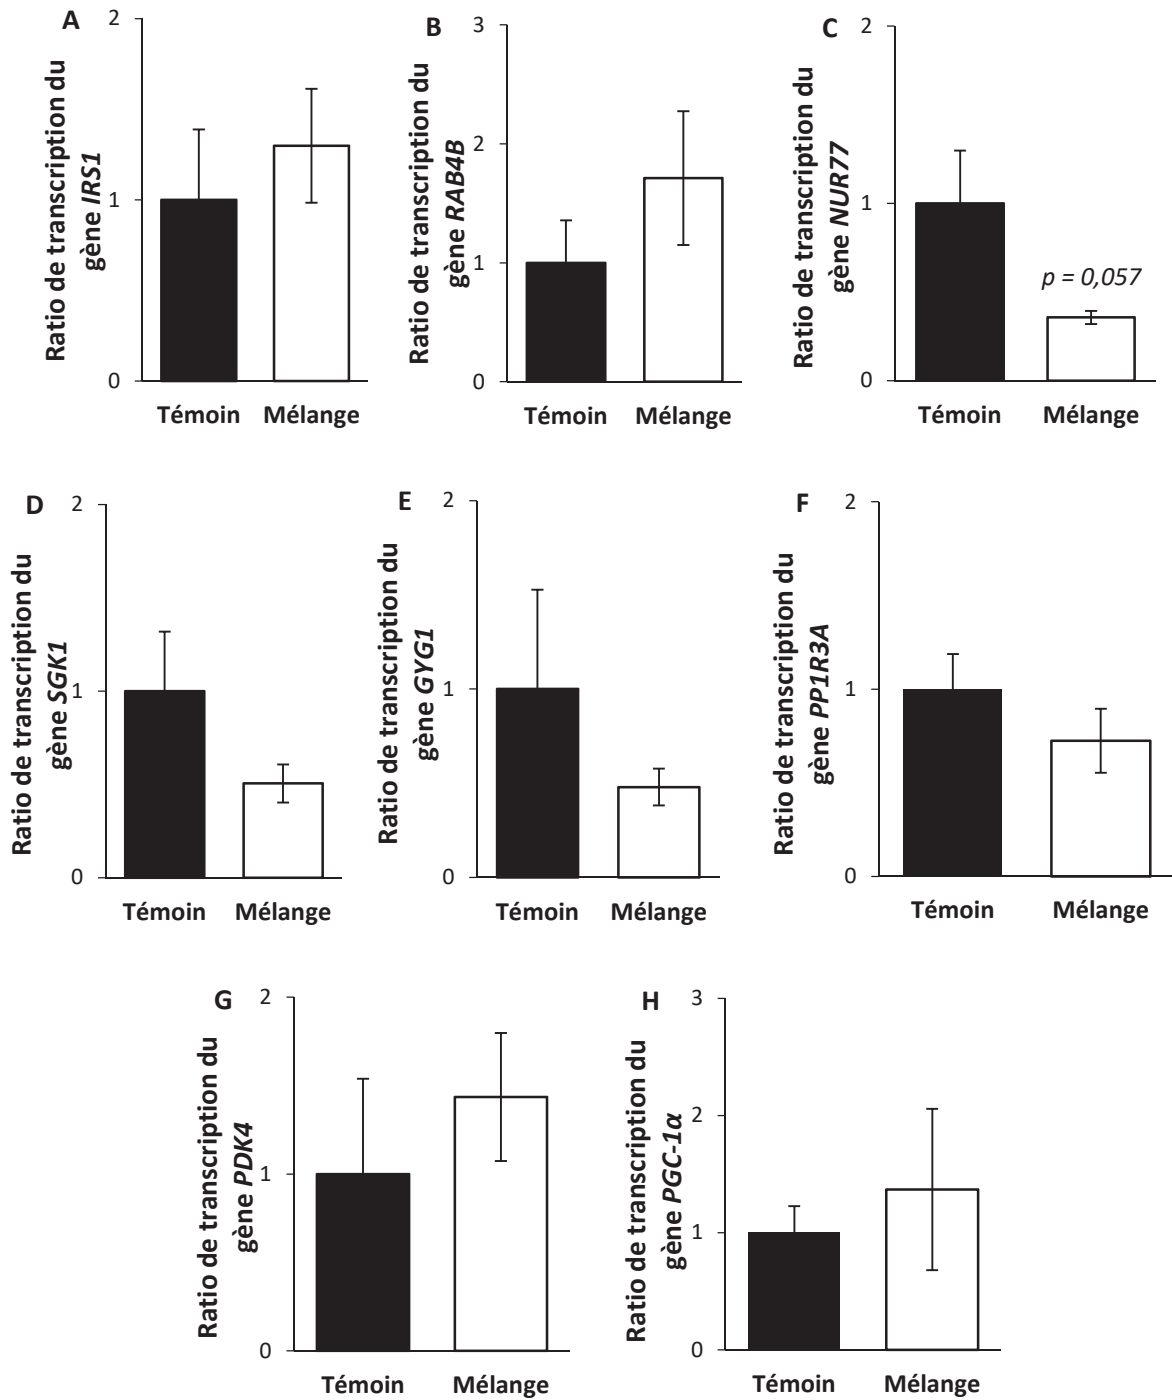 A
Ratio de transcription du
gène IRS1
2
1
0
Témoin Mélange
B
Ratio de transcription du
gène RAB4B
3
2
1
0
Témoin Mélange
C
Ratio de transcription du
gène NUR77
2
1
0
p = 0,057
Témoin Mélange
D
Ratio de transcription du
gène SGK1
2
1
0
Témoin Mélange
E
Ratio de transcription du
gène GYG1
2
1
0
Témoin Mélange
F
Ratio de transcription du
gène PP1R3A
2
1
0
Témoin Mélange
G
Ratio de transcription du
gène PDK4
2
1
0
Témoin Mélange
H
Ratio de transcription du
gène PGC-1α
3
2
1
0
Témoin Mélange